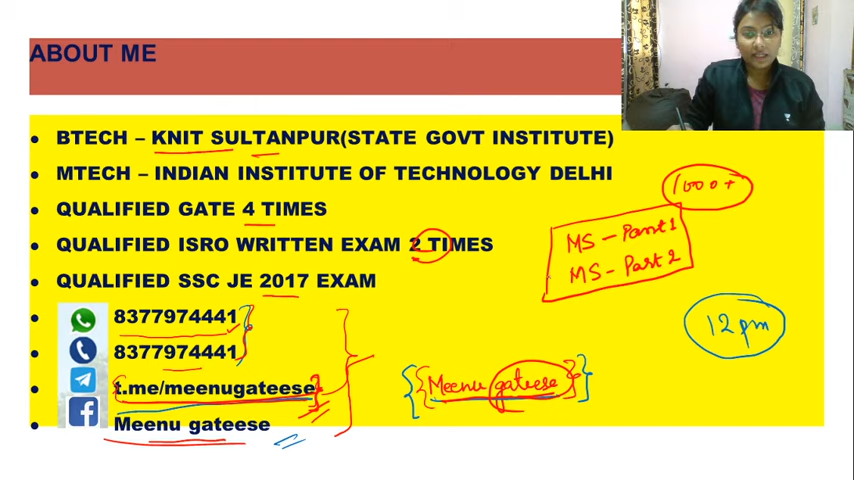 ABOUT ME
BTECH – KNIT SULTANPUR(STATE GOVT INSTITUTE)
MTECH – INDIAN INSTITUTE OF TECHNOLOGY DELHI
1000+
QUALIFIED GATE 4 TIMES
MS - Part 1
QUALIFIED ISRO WRITTEN EXAM 2 TIMES
MS - Part 2
QUALIFIED SSC JE 2017 EXAM
8377974441
12 pm
8377974441
t.me/meenugateese
Meenu gateese
Meenu gateese